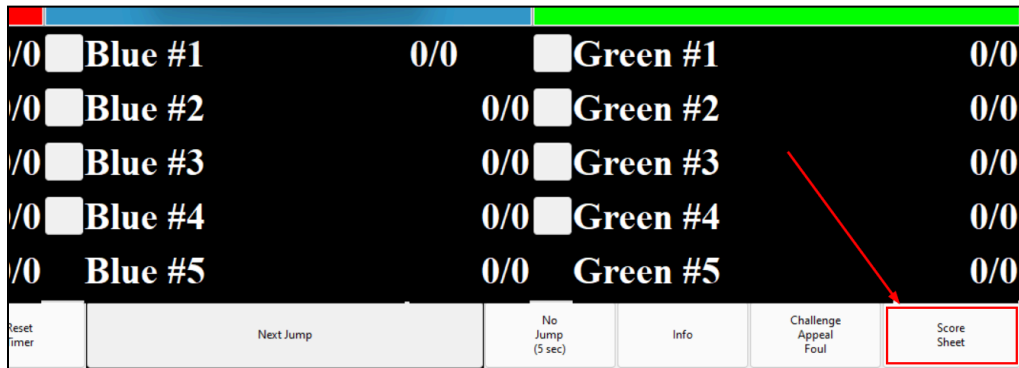 /0 Blue #1 0/0 Green #1 0/0
/0 Blue #2 0/0 Green #2 0/0
/0 Blue #3 0/0 Green #3 0/0
/0 Blue #4 0/0 Green #4 0/0
/0 Blue #5 0/0 Green #5 0/0
Reset
Timer
Next Jump
No
Jump
(5 sec)
Info
Challenge
Appeal
Foul
Score
Sheet